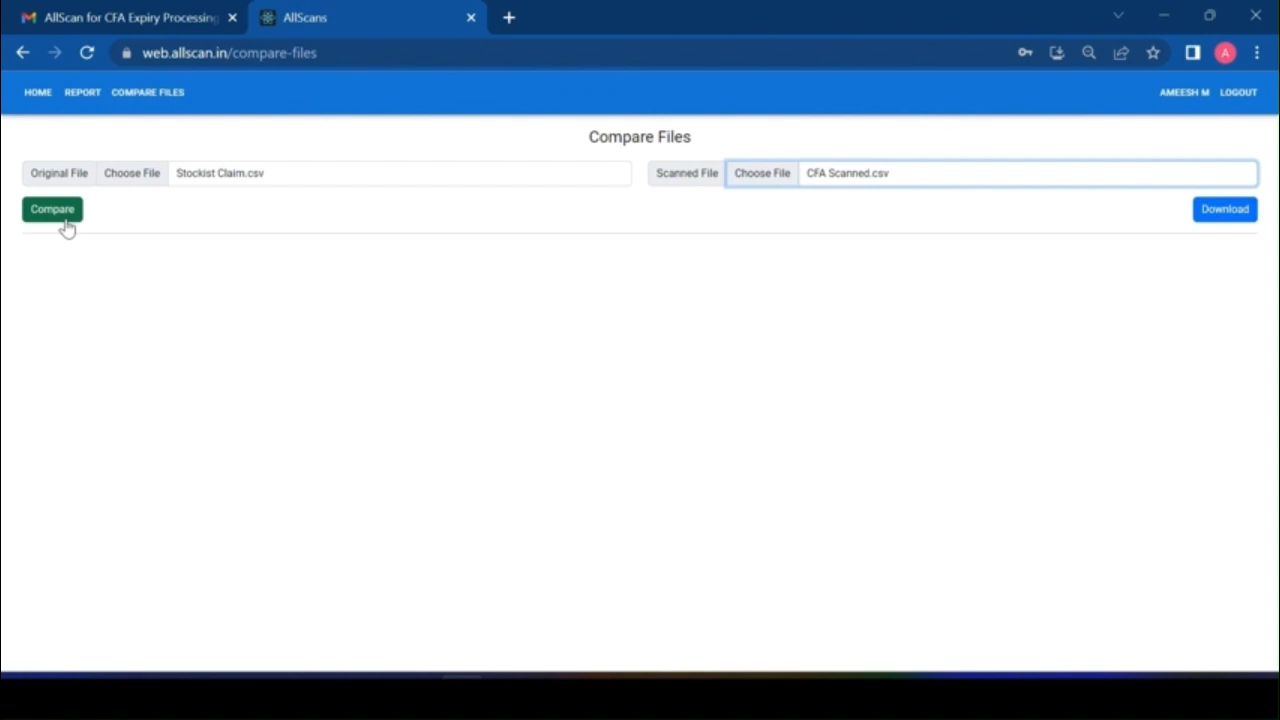 AllScan for CFA Expiry Processing
AllScans
web.allscan.in/compare-files
A
HOME REPORT COMPARE FILES AMEESH M LOGOUT
Compare Files
Original File Choose File Stockist Claim.csv Scanned File Choose File CFA Scanned.csv
Compare Download